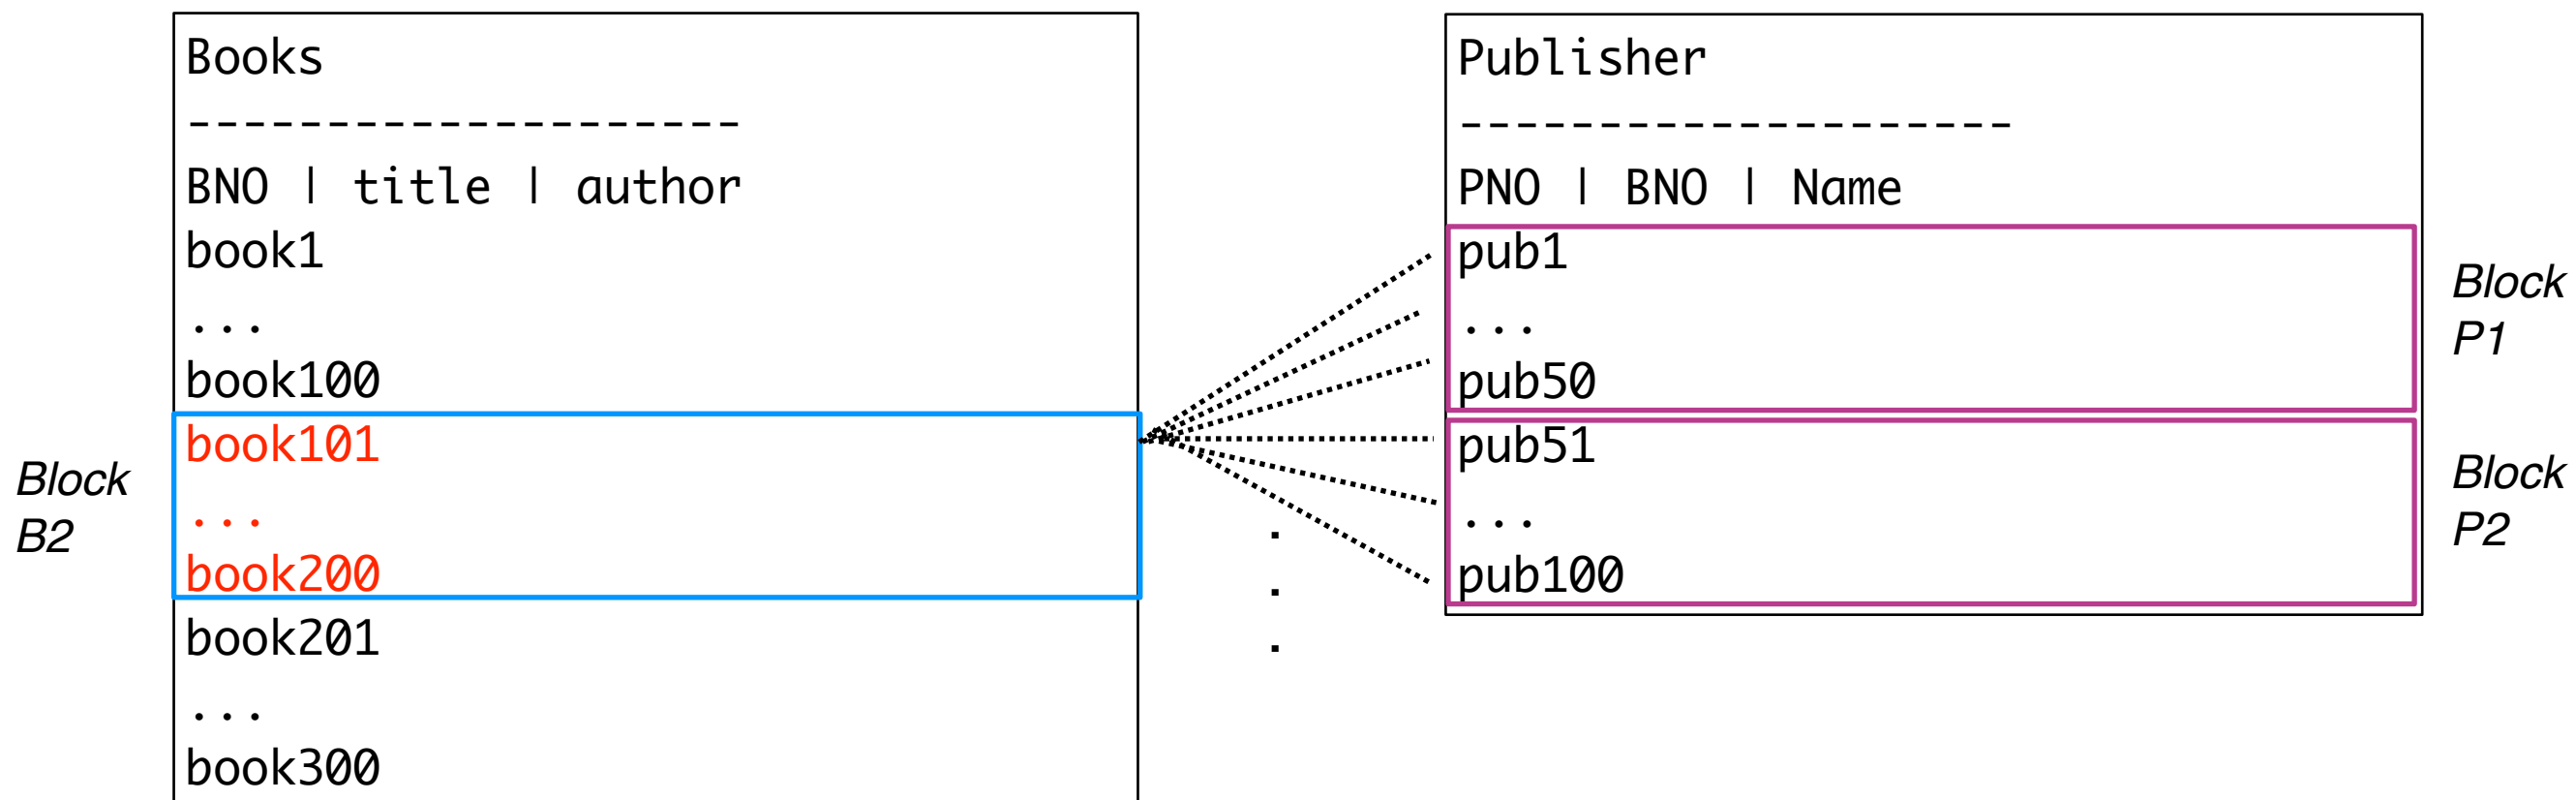 Books
--------------------
BNO | title | author
book1
...
book100
book101
...
book200
book201
...
book300
Block
B2
Publisher
--------------------
PNO | BNO | Name
pub1
...
pub50
pub51
...
pub100
Block
P1
Block
P2